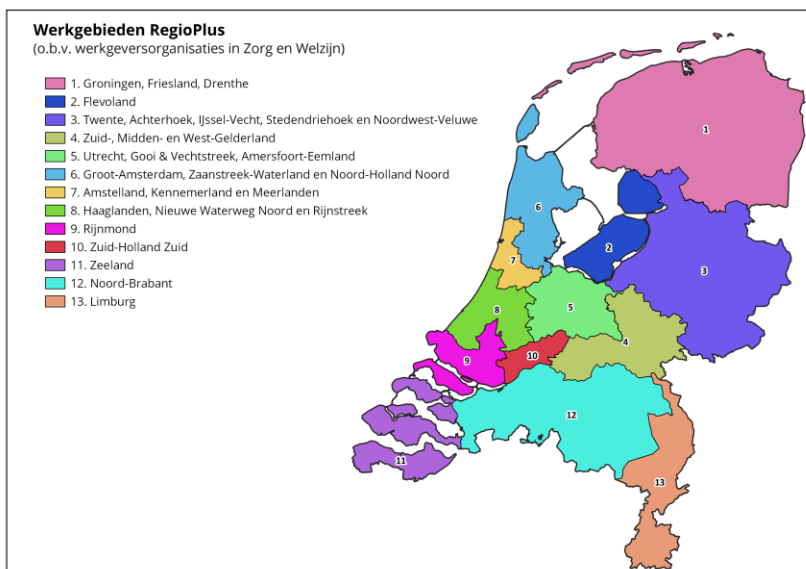 Werkgebieden RegioPlus
(o.b.v. werkgeversorganisaties in Zorg en Welzijn)
1. Groningen, Friesland, Drenthe
2. Flevoland
3. Twente, Achterhoek, IJssel-Vecht, Stedendriehoek en Noordwest-Veluwe
4. Zuid-, Midden- en West-Gelderland
5. Utrecht, Gooi & Vechtstreek, Amersfoort-Eemland
6. Groot-Amsterdam, Zaanstreek-Waterland en Noord-Holland Noord
7. Amstelland, Kennemerland en Meerlanden
8. Haaglanden, Nieuwe Waterweg Noord en Rijnstreek
9. Rijnmond
10. Zuid-Holland Zuid
11. Zeeland
12. Noord-Brabant
13. Limburg
1
6
2
7
3
5
8
4
10
9
12
11
13